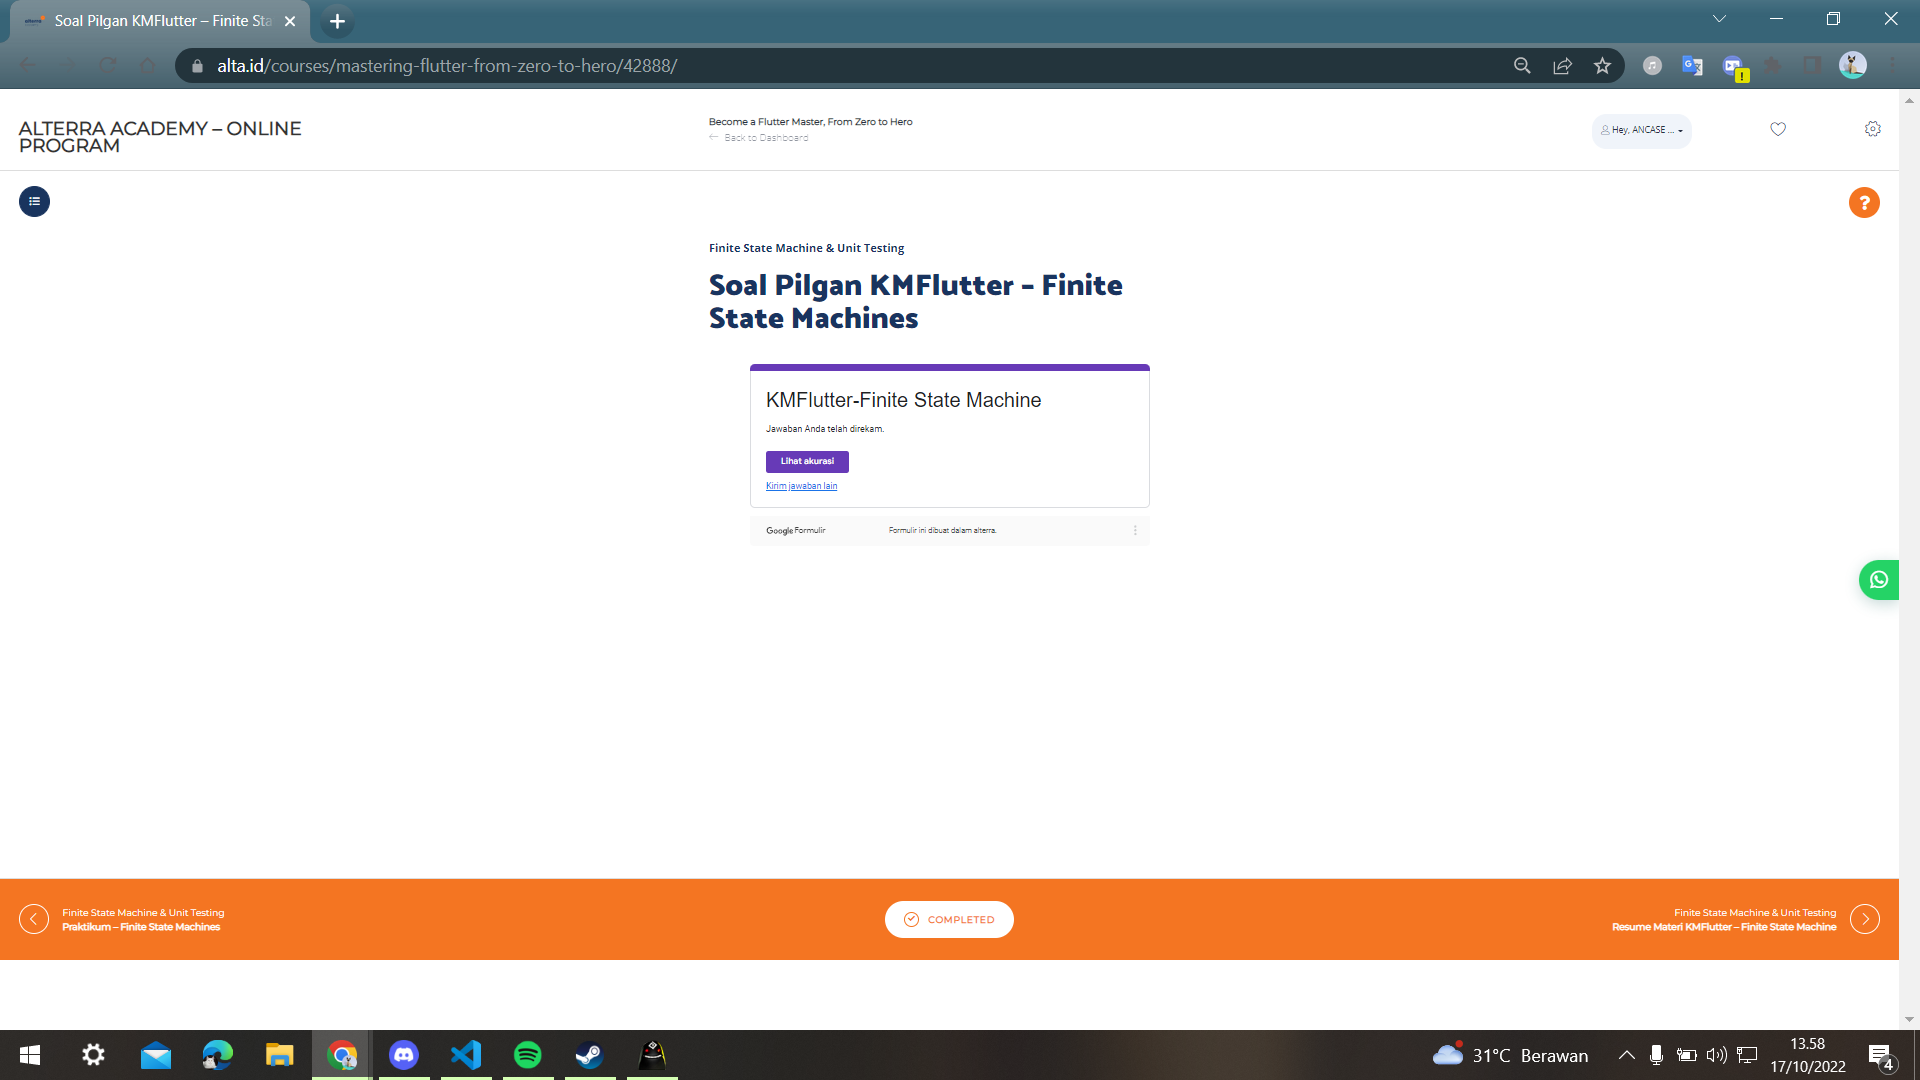 Soal Pilgan KMFlutter – Finite Sta
alta.id/courses/mastering-flutter-from-zero-to-hero/42888/
ALTERRA ACADEMY – ONLINE
PROGRAM
Become a Flutter Master, From Zero to Hero
Back to Dashboard
Hey, ANCASE ...
Finite State Machine & Unit Testing
Soal Pilgan KMFlutter – Finite
State Machines
KMFlutter-Finite State Machine
Jawaban Anda telah direkam.
Lihat akurasi
Kirim jawaban lain
Google Formulir
Formulir ini dibuat dalam alterra.
Finite State Machine & Unit Testing
Praktikum – Finite State Machines
COMPLETED
Finite State Machine & Unit Testing
Resume Materi KMFlutter – Finite State Machine
31°C Berawan
13.58
17/10/2022
4